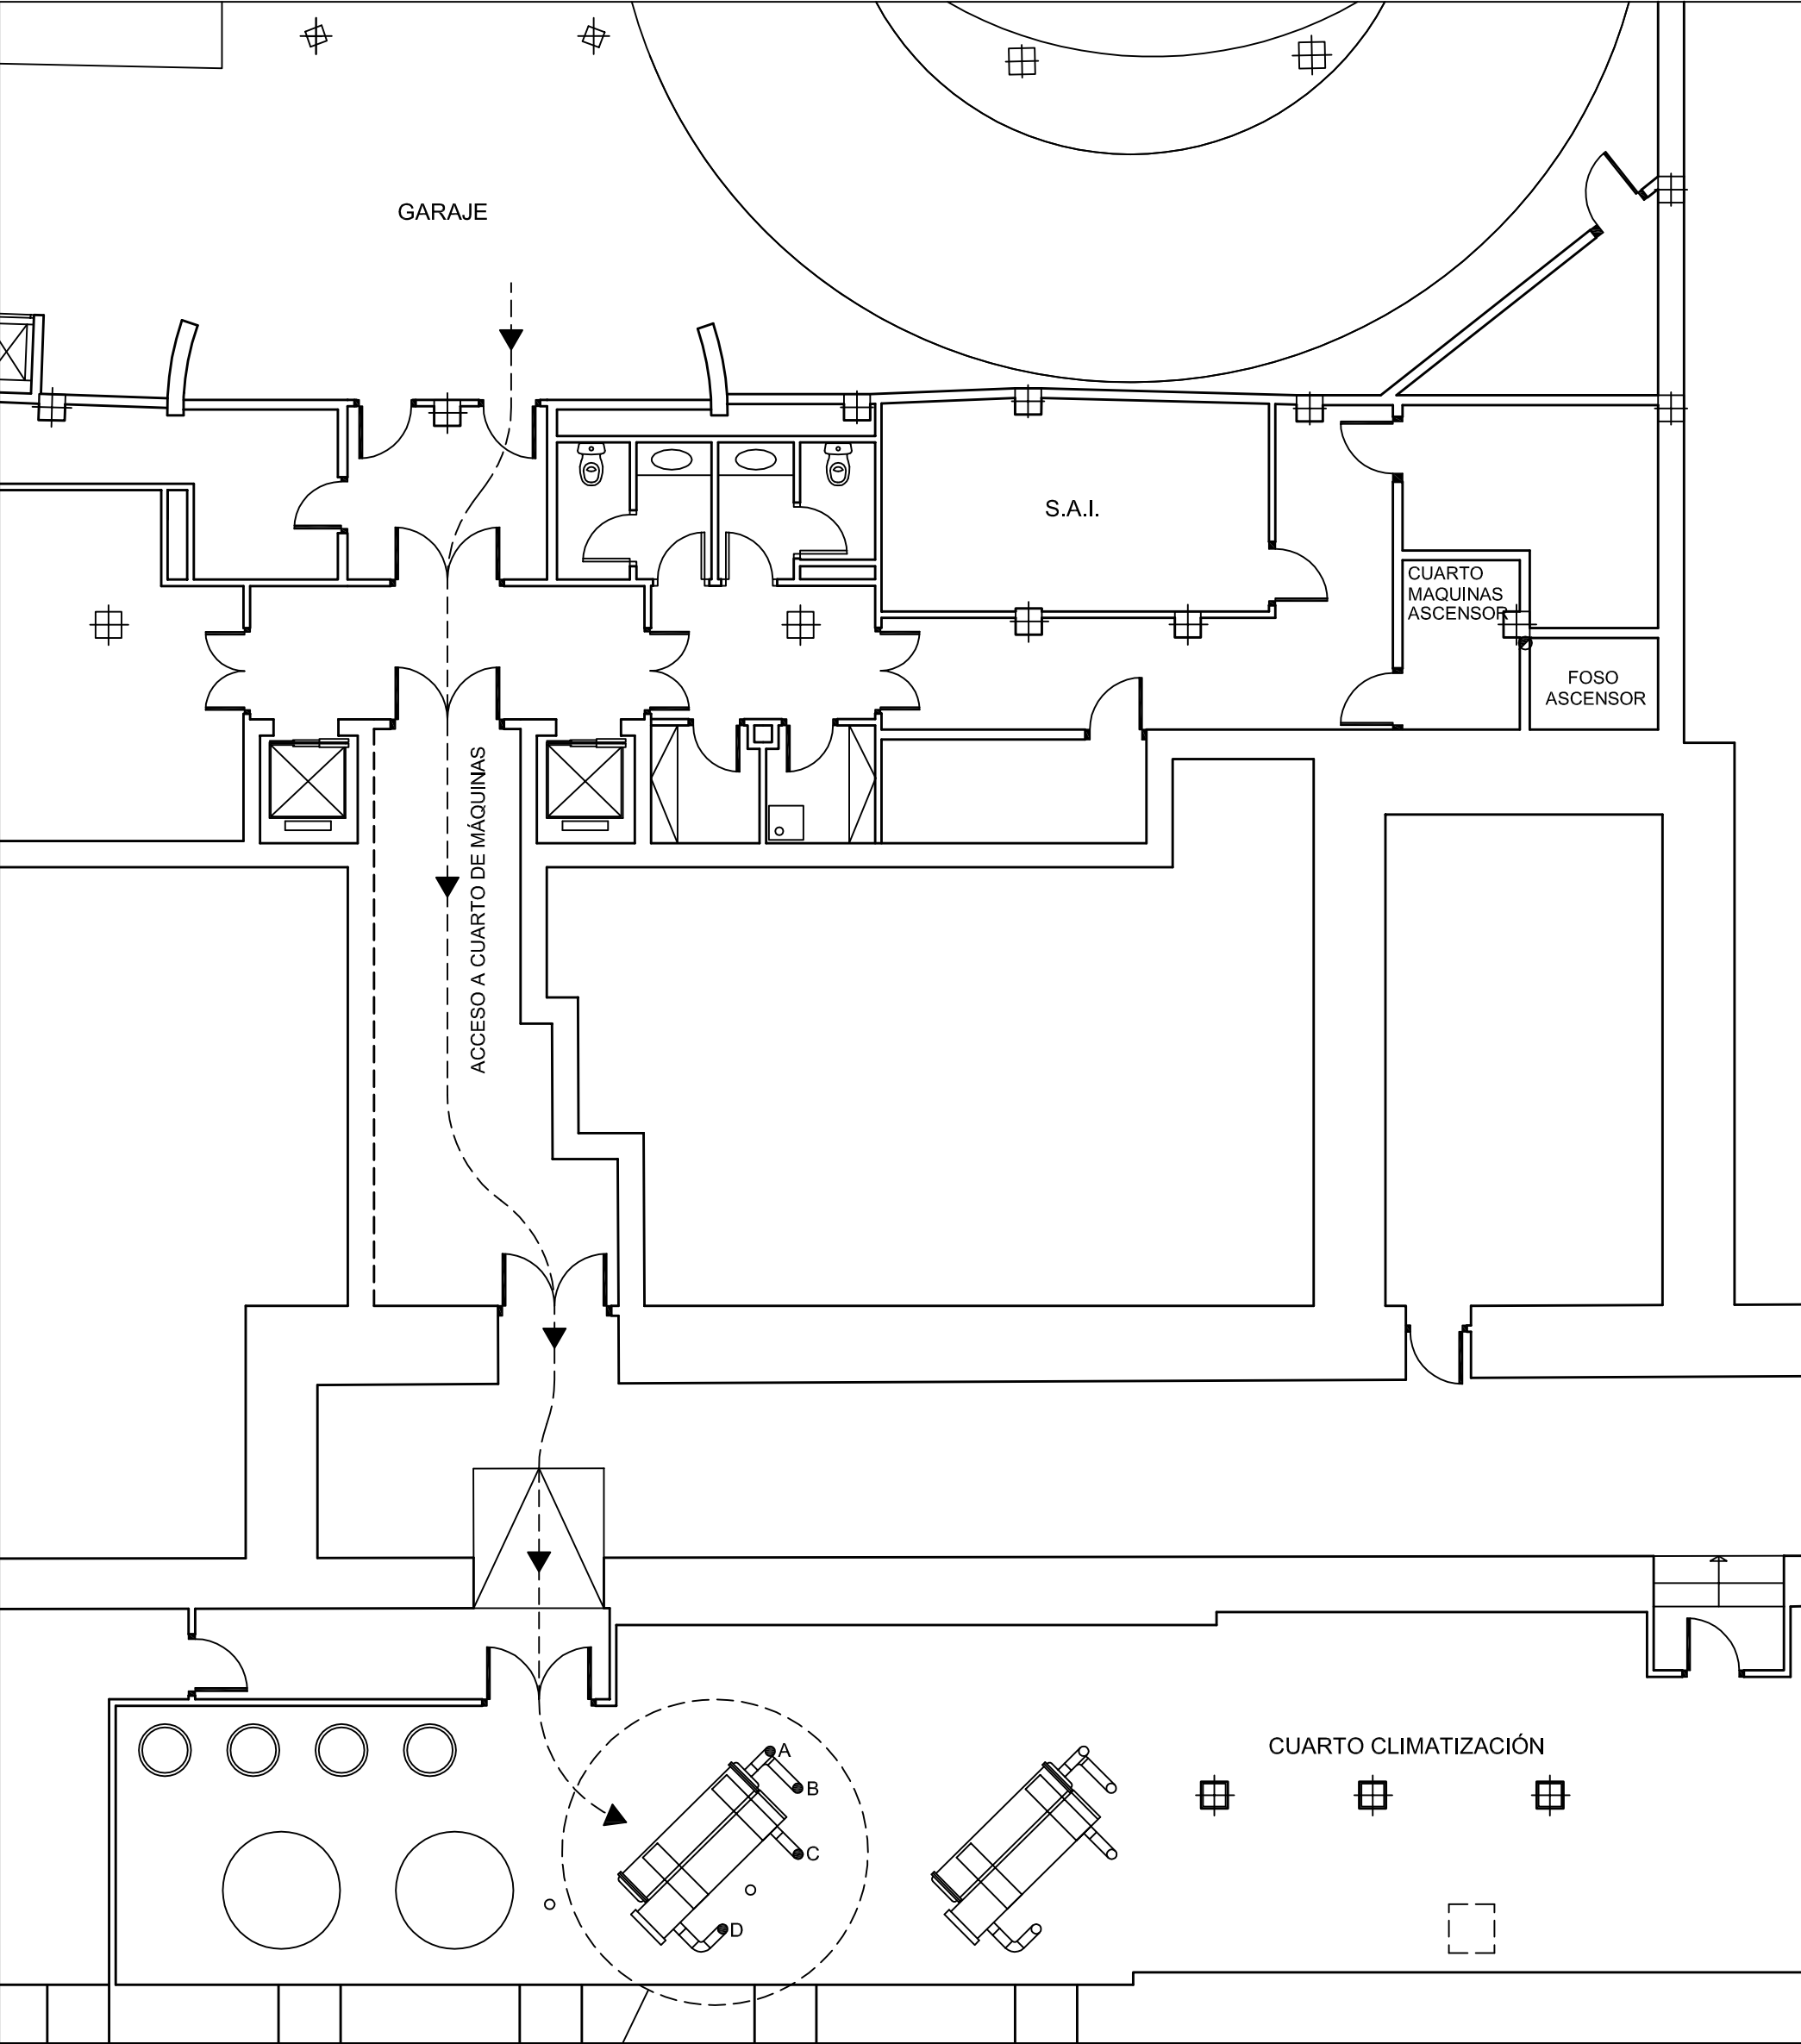 GARAJE
S.A.I.
CUARTO
MAQUINAS
ASCENSOR
FOSO
ASCENSOR
ACCESO A CUARTO DE MÁQUINAS
CUARTO CLIMATIZACIÓN
A
B
C
D